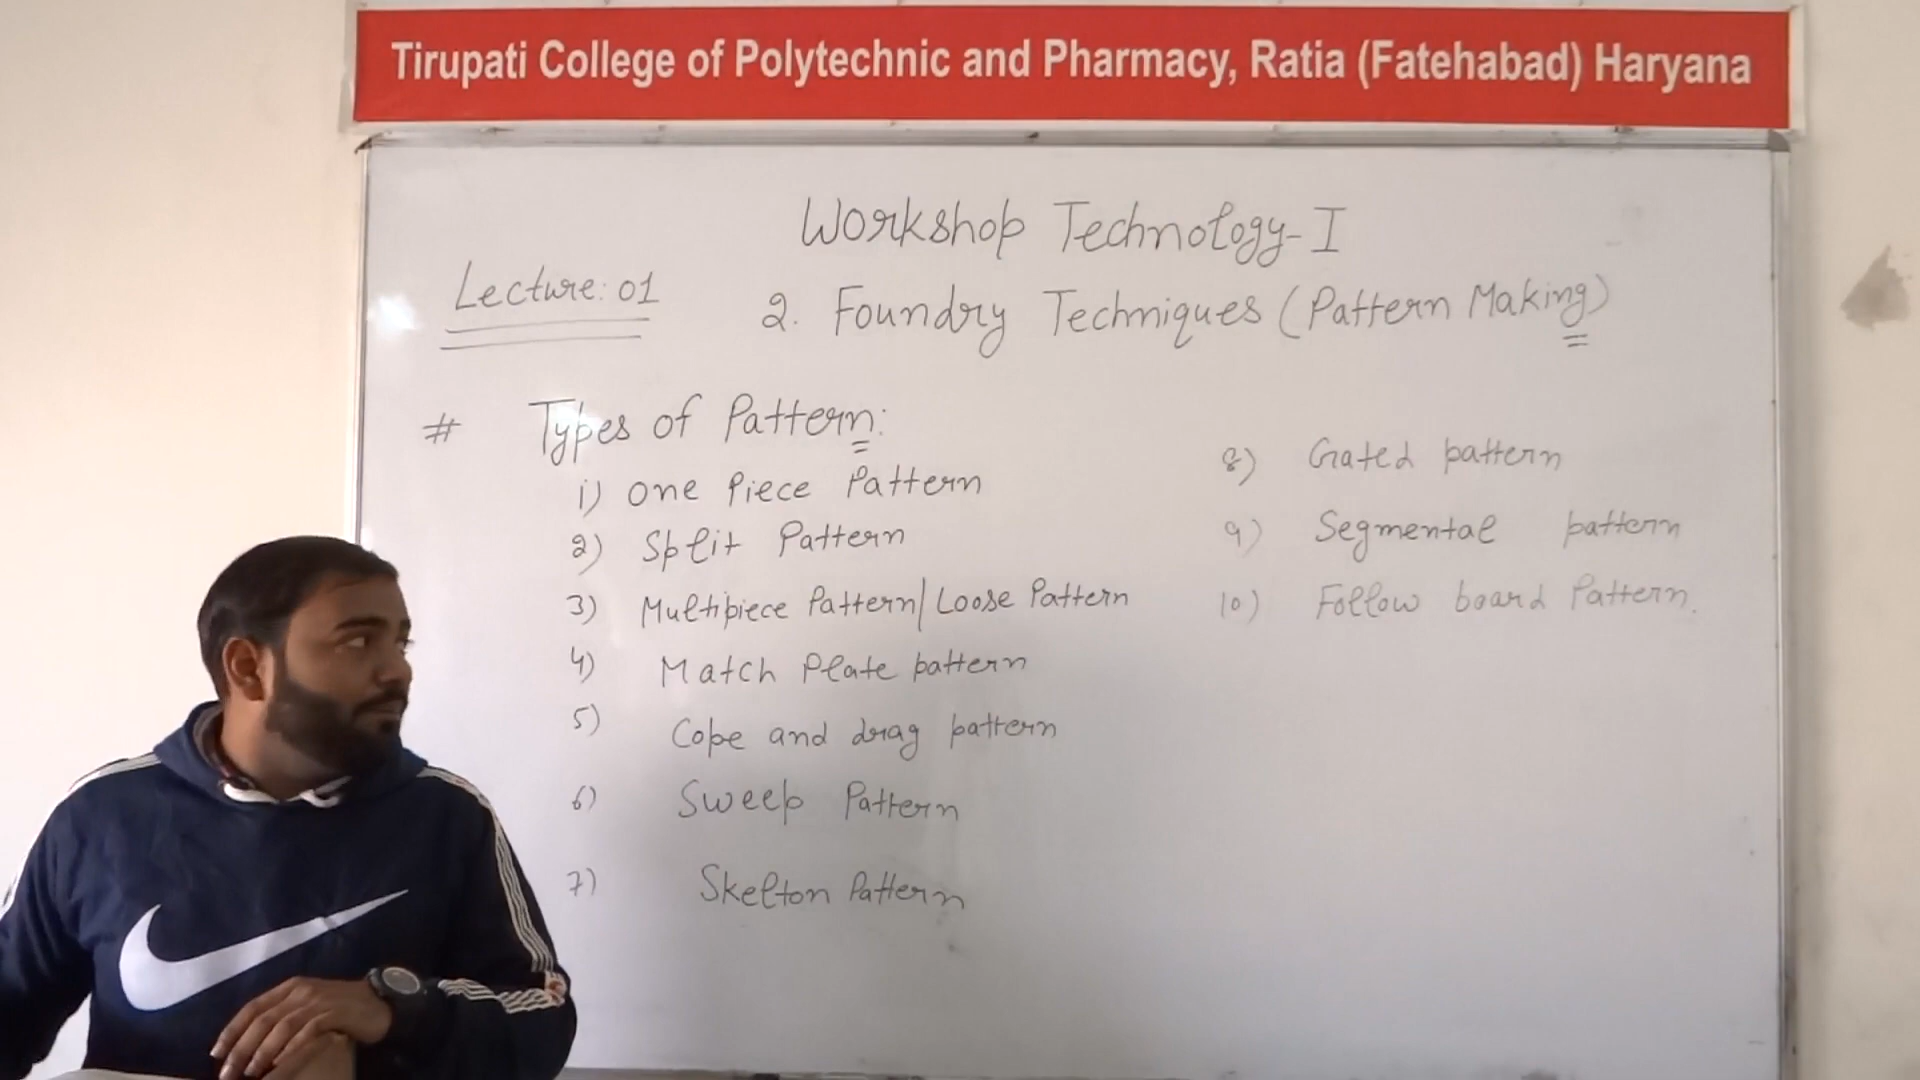 Tirupati College of Polytechnic and Pharmacy, Ratia (Fatehabad) Haryana
Workshop Technology-I
Lecture: 01
2. Foundry Techniques (Pattern Making)
# Types of Pattern:
1) One Piece Pattern
2) Split Pattern
3) Multipiece Pattern/Loose Pattern
4) Match Plate pattern
5) Cope and drag pattern
6) Sweep Pattern
7) Skelton Pattern
8) Gated pattern
9) Segmental pattern
10) Follow board Pattern.